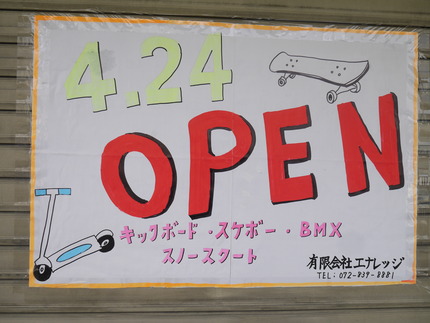 4.24
OPEN
キックボード・スケボー・BMX
スノースクート
有限会社エナレッジ
TEL:072-839-8881